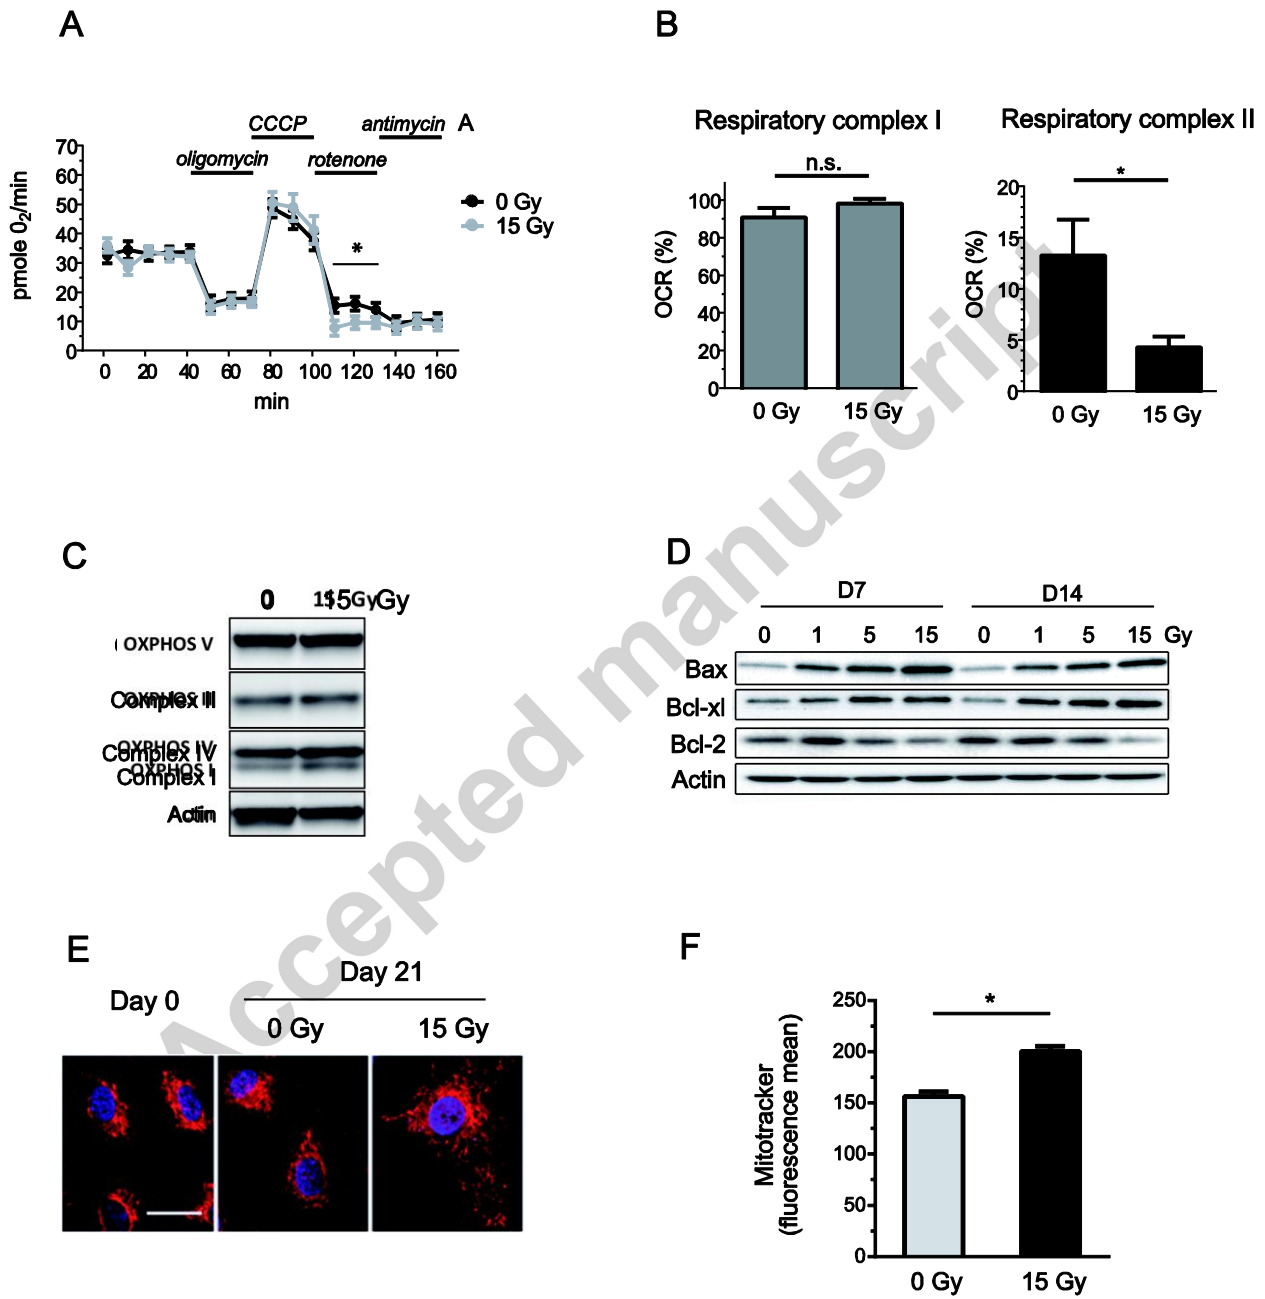 A
B
CCCP
antimycin A
oligomycin
rotenone
pmole 0₂/min
70
60
50
40
30
20
10
0
0 20 40 60 80 100 120 140 160
min
0 Gy
15 Gy
*
Respiratory complex I
n.s.
OCR (%)
100
80
60
40
20
0
0 Gy 15 Gy
Respiratory complex II
*
OCR (%)
20
15
10
5
0
0 Gy 15 Gy
C
0 15 Gy
OXPHOS V
Complex II
OXPHOS IV
Complex IV
OXPHOS I
Complex I
Actin
D
D7 D14
0 1 5 15 0 1 5 15 Gy
Bax
Bcl-xl
Bcl-2
Actin
E
Day 21
Day 0
0 Gy 15 Gy
F
Mitotracker
(fluorescence mean)
250
200
150
100
50
0
*
0 Gy 15 Gy
Accepted manuscript